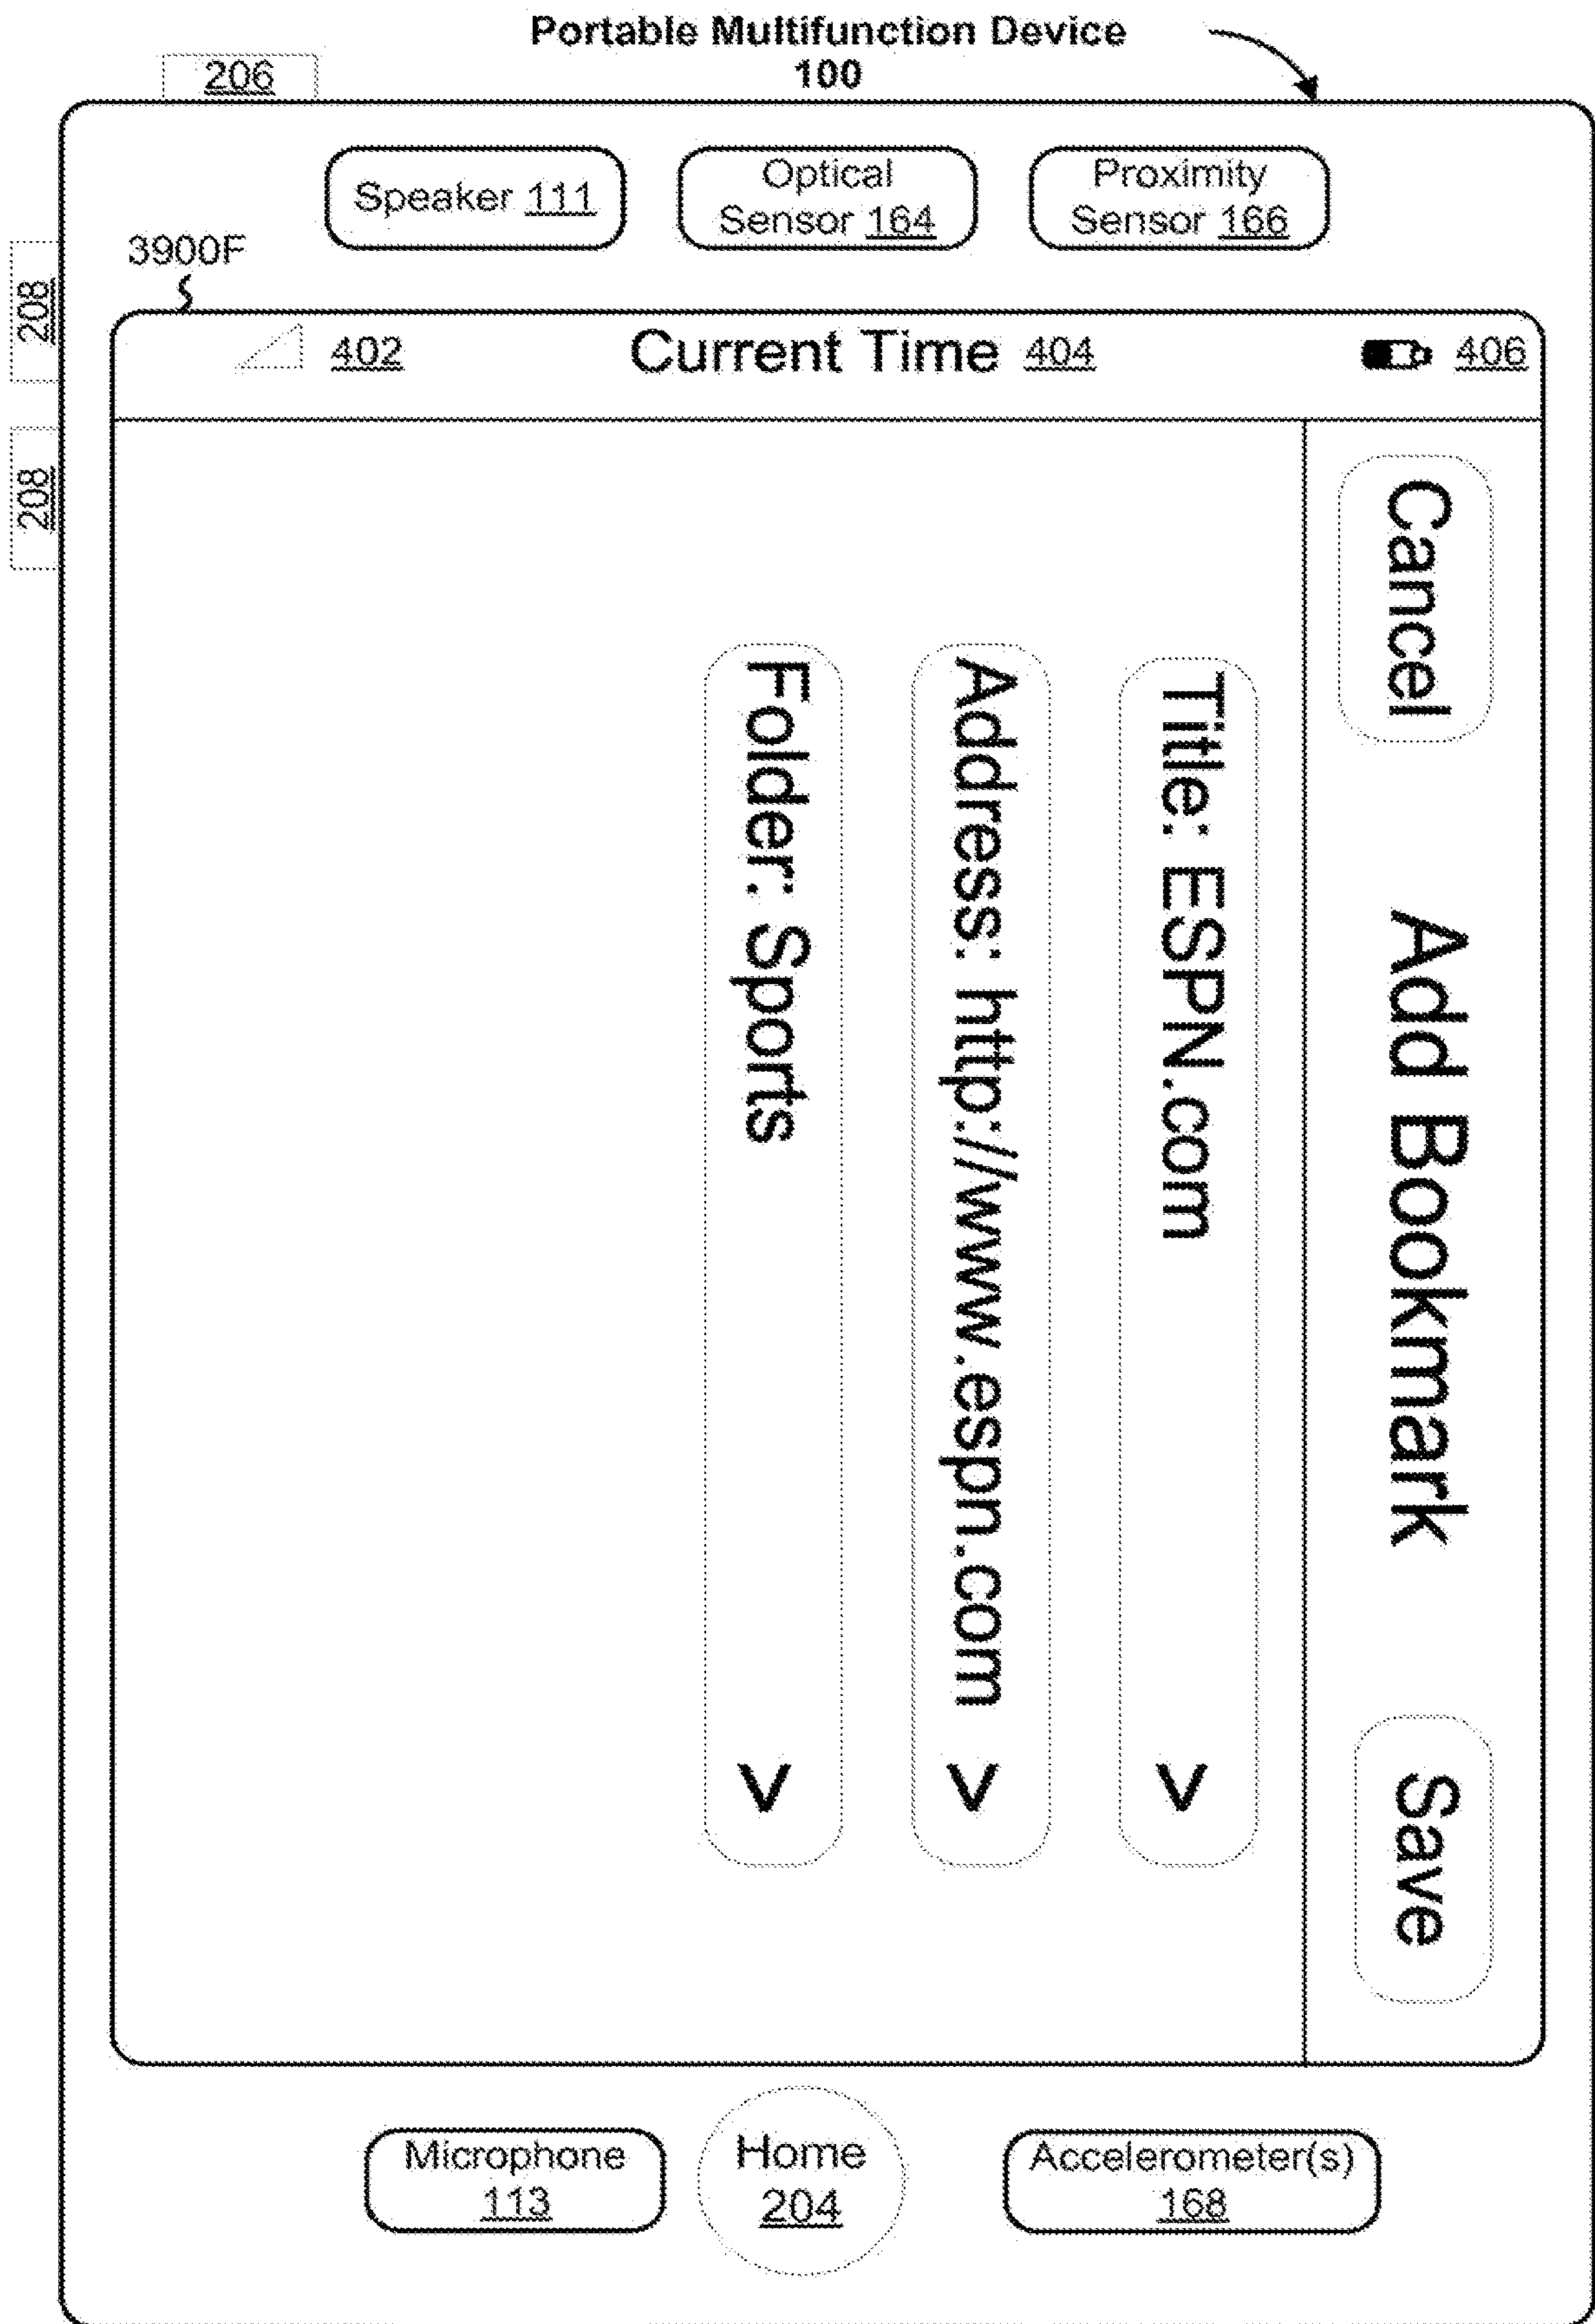 Portable Multifunction Device
100
206
Speaker 111
Optical
Sensor 164
Proximity
Sensor 166
3900F
208
208
402
Current Time 404
406
Cancel
Add Bookmark
Save
Title: ESPN.com
Address: http://www.espn.com
Folder: Sports
Microphone
113
Home
204
Accelerometer(s)
168